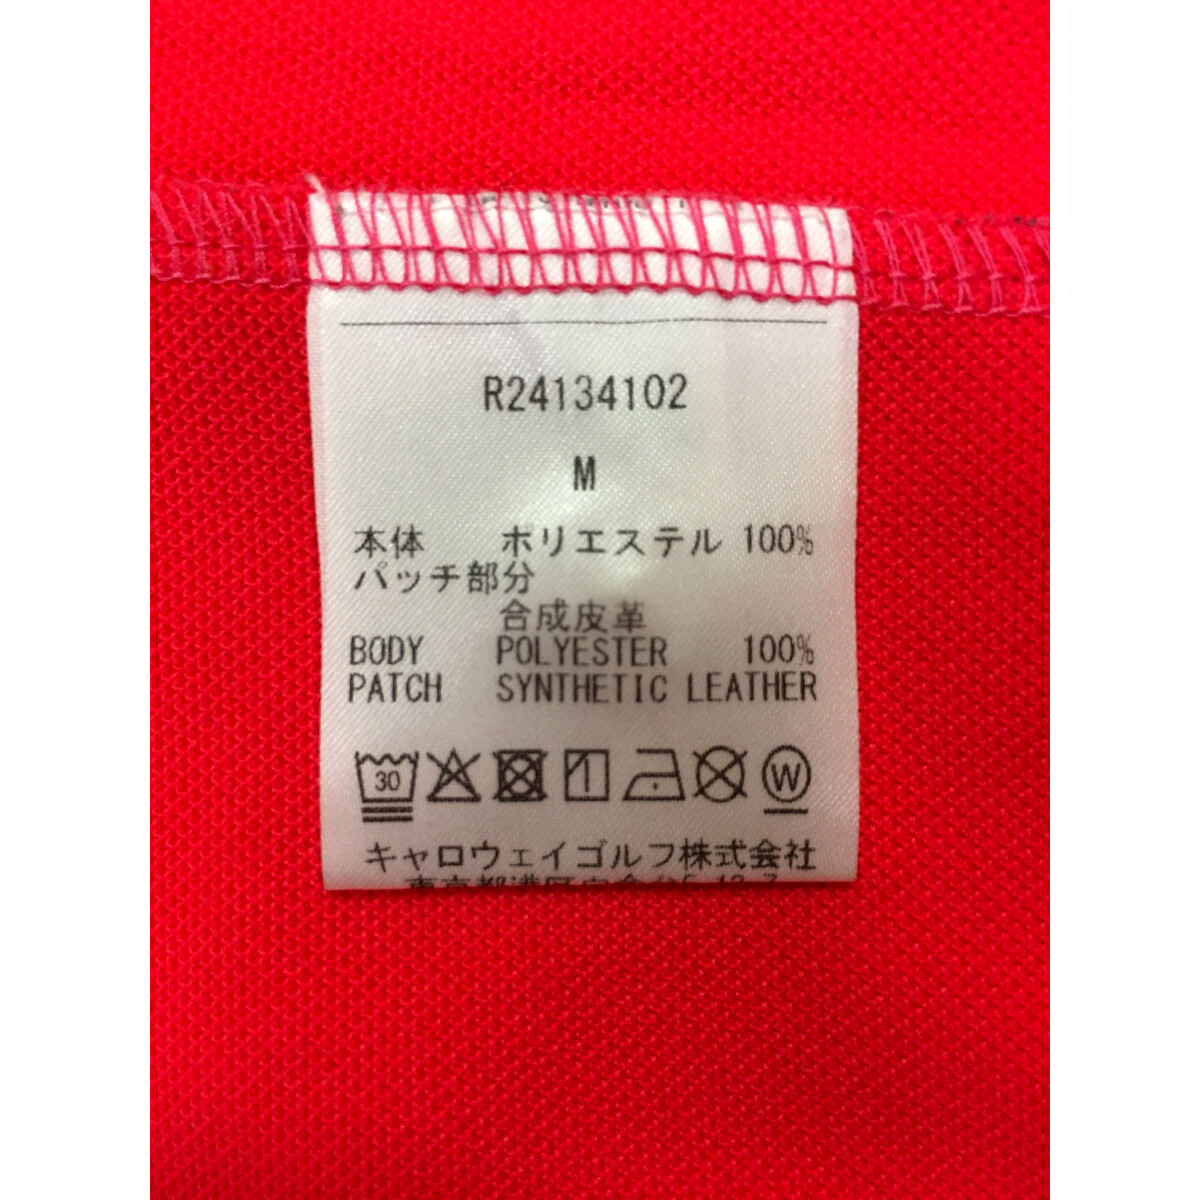 R24134102
M
本体 ポリエステル 100%
パッチ部分
合成皮革
BODY POLYESTER 100%
PATCH SYNTHETIC LEATHER
30 W
キャロウェイゴルフ株式会社